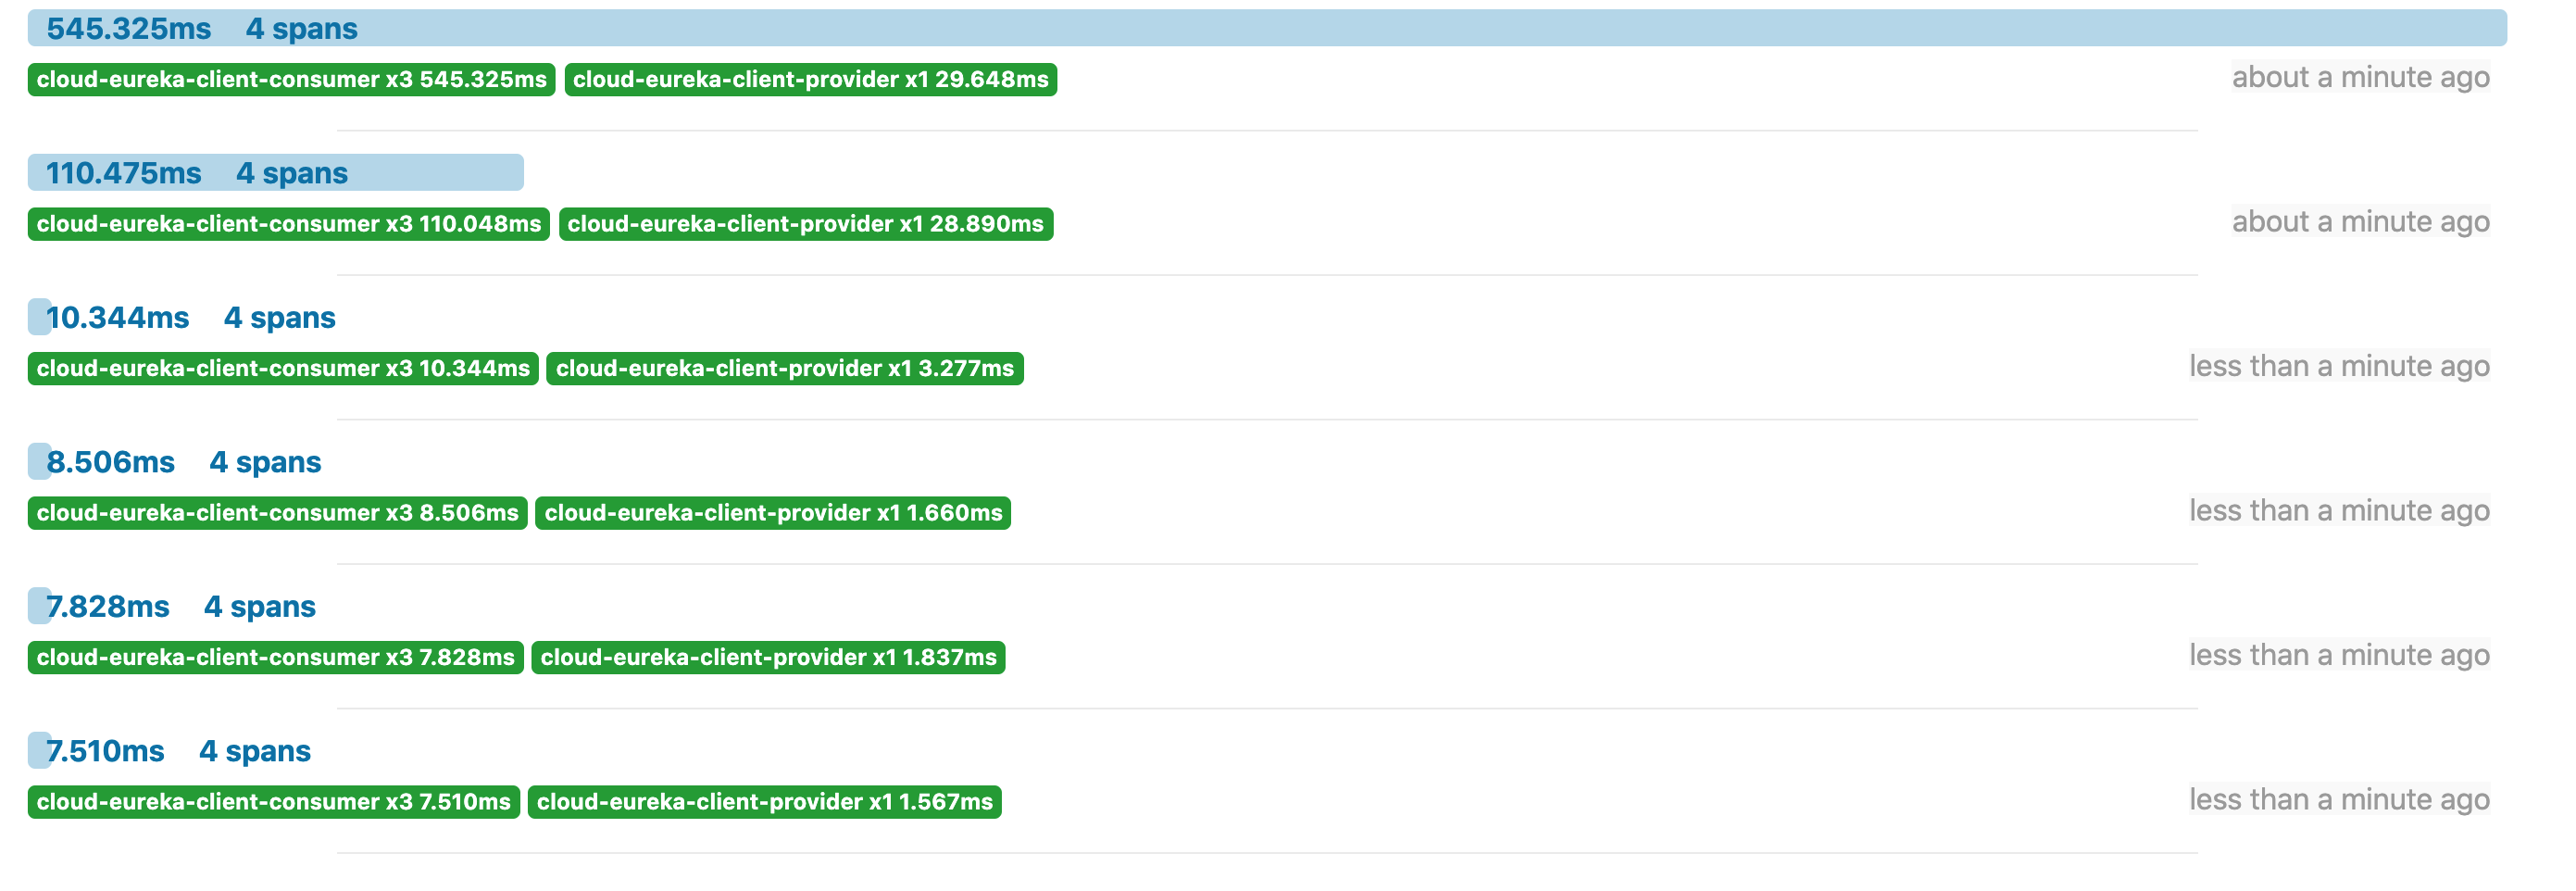 545.325ms 4 spans
cloud-eureka-client-consumer x3 545.325ms cloud-eureka-client-provider x1 29.648ms about a minute ago
110.475ms 4 spans
cloud-eureka-client-consumer x3 110.048ms cloud-eureka-client-provider x1 28.890ms about a minute ago
10.344ms 4 spans
cloud-eureka-client-consumer x3 10.344ms cloud-eureka-client-provider x1 3.277ms less than a minute ago
8.506ms 4 spans
cloud-eureka-client-consumer x3 8.506ms cloud-eureka-client-provider x1 1.660ms less than a minute ago
7.828ms 4 spans
cloud-eureka-client-consumer x3 7.828ms cloud-eureka-client-provider x1 1.837ms less than a minute ago
7.510ms 4 spans
cloud-eureka-client-consumer x3 7.510ms cloud-eureka-client-provider x1 1.567ms less than a minute ago